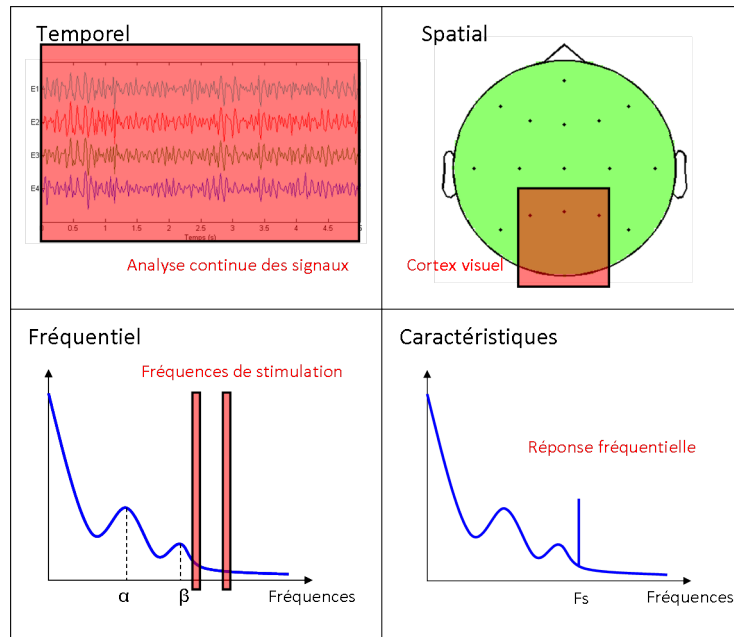 Temporel
E1
E2
E3
E4
0 0.5 1 1.5 2 2.5 3 3.5 4 4.5
Temps (s)
Analyse continue des signaux
Spatial
Cortex visuel
Fréquentiel
Fréquences de stimulation
α β Fréquences
Caractéristiques
Réponse fréquentielle
Fs Fréquences